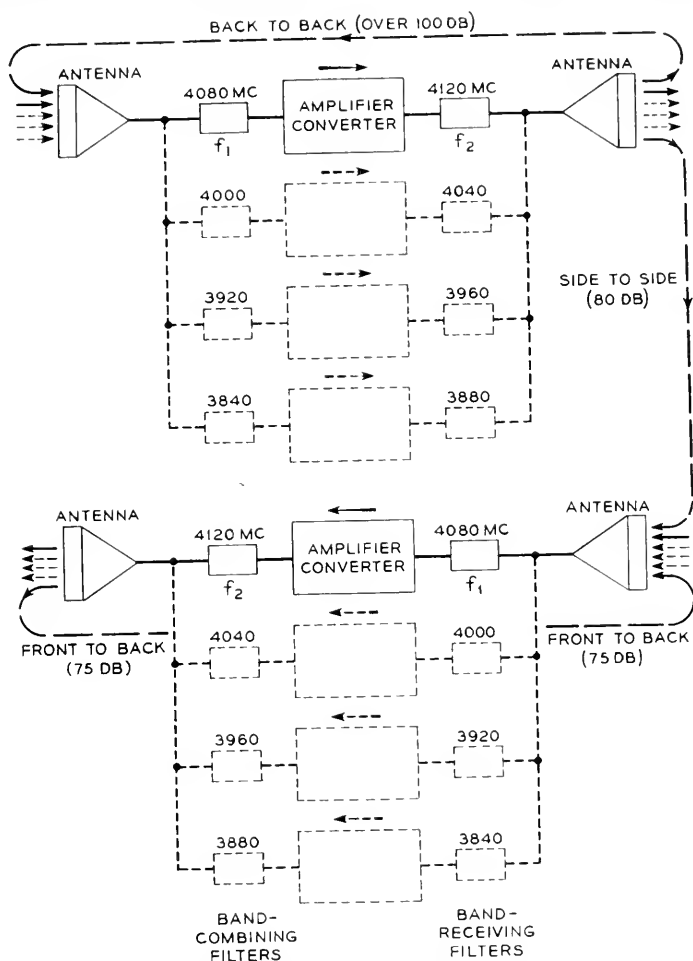 BACK TO BACK (OVER 100 DB)
ANTENNA
ANTENNA
4080 MC
AMPLIFIER
CONVERTER
4120 MC
f1
f2
4000
4040
3920
3960
SIDE TO SIDE
(80 DB)
3840
3880
ANTENNA
ANTENNA
4120 MC
AMPLIFIER
CONVERTER
4080 MC
f2
f1
FRONT TO BACK
(75 DB)
FRONT TO BACK
(75 DB)
4040
4000
3960
3920
3880
3840
BAND-
COMBINING
FILTERS
BAND-
RECEIVING
FILTERS